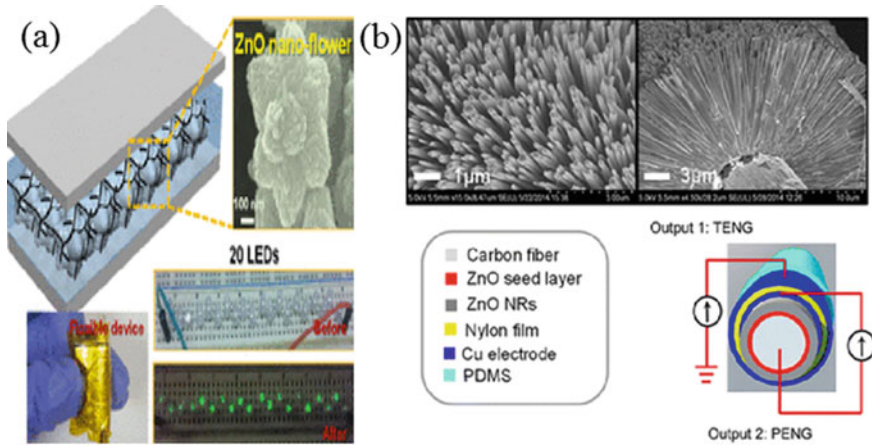 (a)
ZnO nano-flower
100 nm
20 LEDs
Before
Flexible device
After
(b)
1μm
3μm
Output 1: TENG
Carbon fiber
ZnO seed layer
ZnO NRs
Nylon film
Cu electrode
PDMS
Output 2: PENG